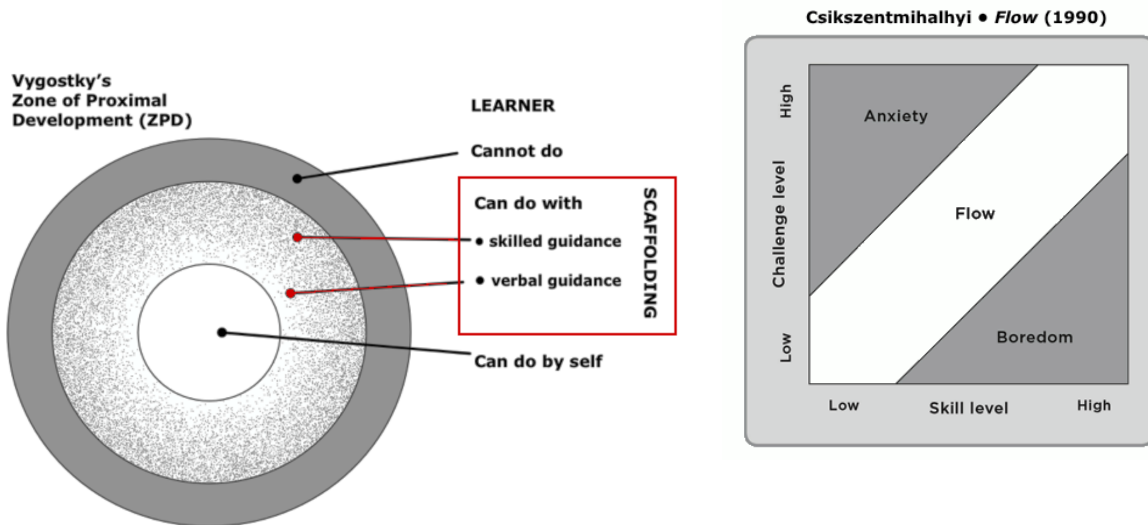 Vygostky's
Zone of Proximal
Development (ZPD)
LEARNER
Cannot do
Can do with
• skilled guidance
• verbal guidance
SCAFFOLDING
Can do by self
Csikszentmihalhyi • Flow (1990)
High
Challenge level
Low
Anxiety
Flow
Boredom
Low
Skill level
High